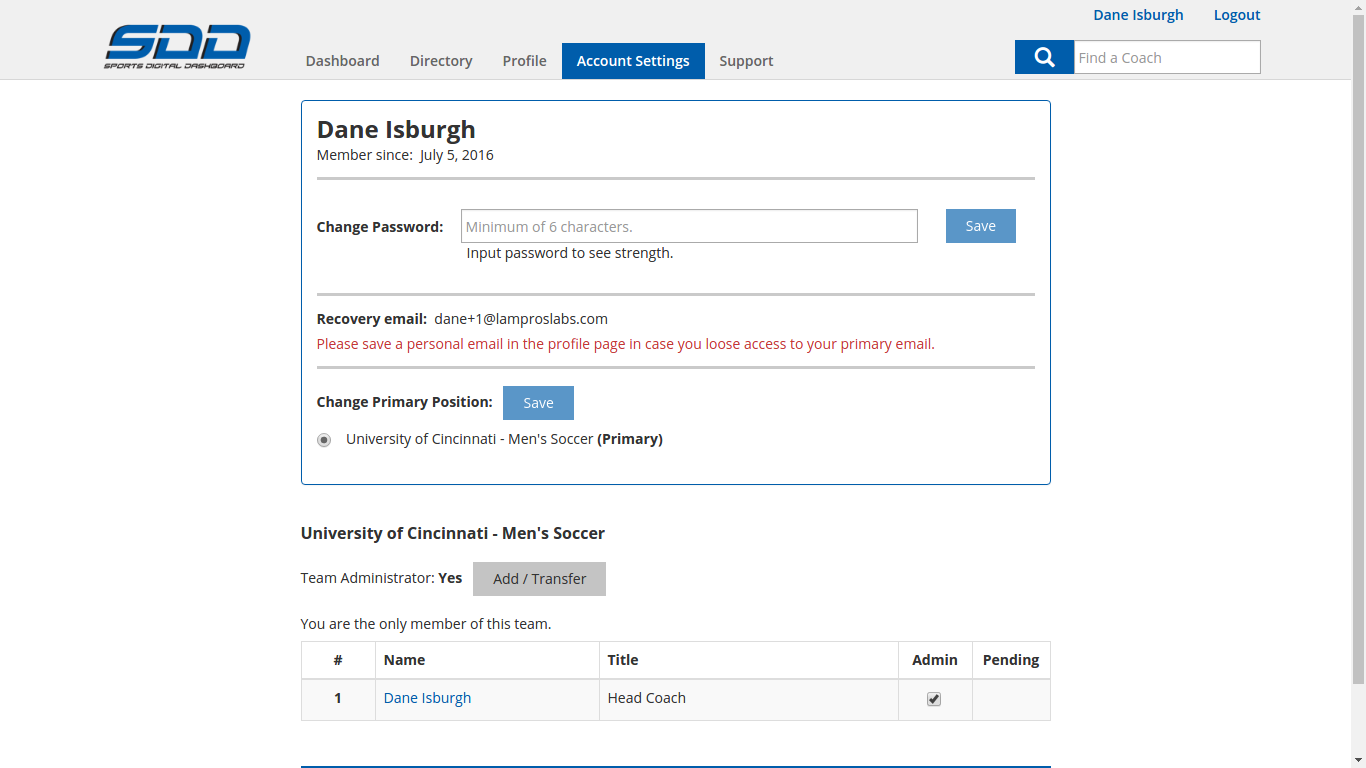 Dane Isburgh Logout
SDD
SPORTS DIGITAL DASHBOARD
Dashboard Directory Profile Account Settings Support
Find a Coach
Dane Isburgh
Member since: July 5, 2016
Change Password: Minimum of 6 characters. Save
Input password to see strength.
Recovery email: dane+1@lamproslabs.com
Please save a personal email in the profile page in case you loose access to your primary email.
Change Primary Position: Save
University of Cincinnati - Men's Soccer (Primary)
University of Cincinnati - Men's Soccer
Team Administrator: Yes Add / Transfer
You are the only member of this team.
# Name Title Admin Pending
1 Dane Isburgh Head Coach